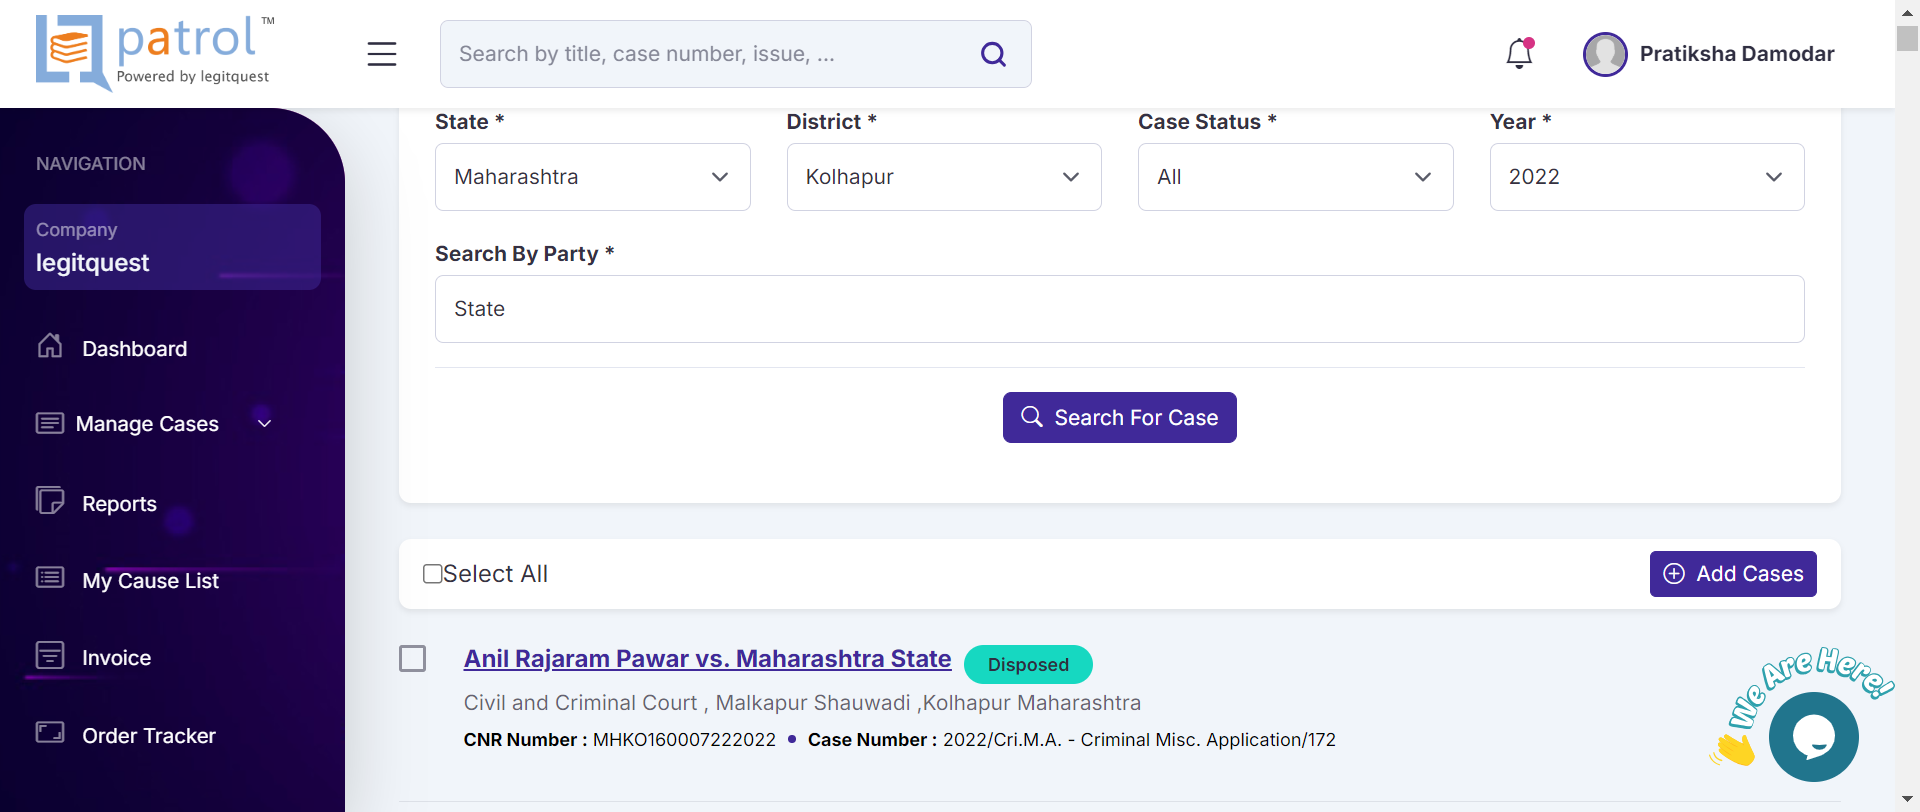 patrol ™
Powered by legitquest
Search by title, case number, issue, ...
Pratiksha Damodar
NAVIGATION
Company
legitquest
Dashboard
Manage Cases
Reports
My Cause List
Invoice
Order Tracker
State * District * Case Status * Year *
Maharashtra Kolhapur All 2022
Search By Party *
State
Search For Case
Select All Add Cases
Anil Rajaram Pawar vs. Maharashtra State Disposed
Civil and Criminal Court , Malkapur Shauwadi ,Kolhapur Maharashtra
CNR Number : MHKO160007222022 • Case Number : 2022/Cri.M.A. - Criminal Misc. Application/172
We Are Here!